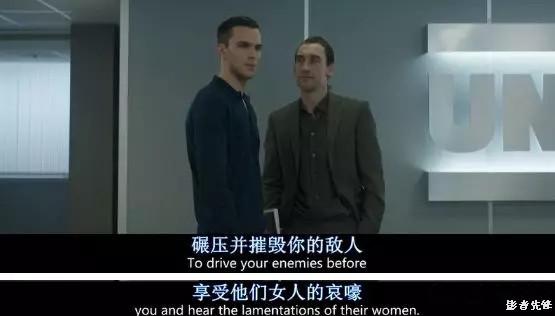 UN
碾压并摧毁你的敌人
To drive your enemies before
享受他们女人的哀嚎
you and hear the lamentations of their women.
影者先锋